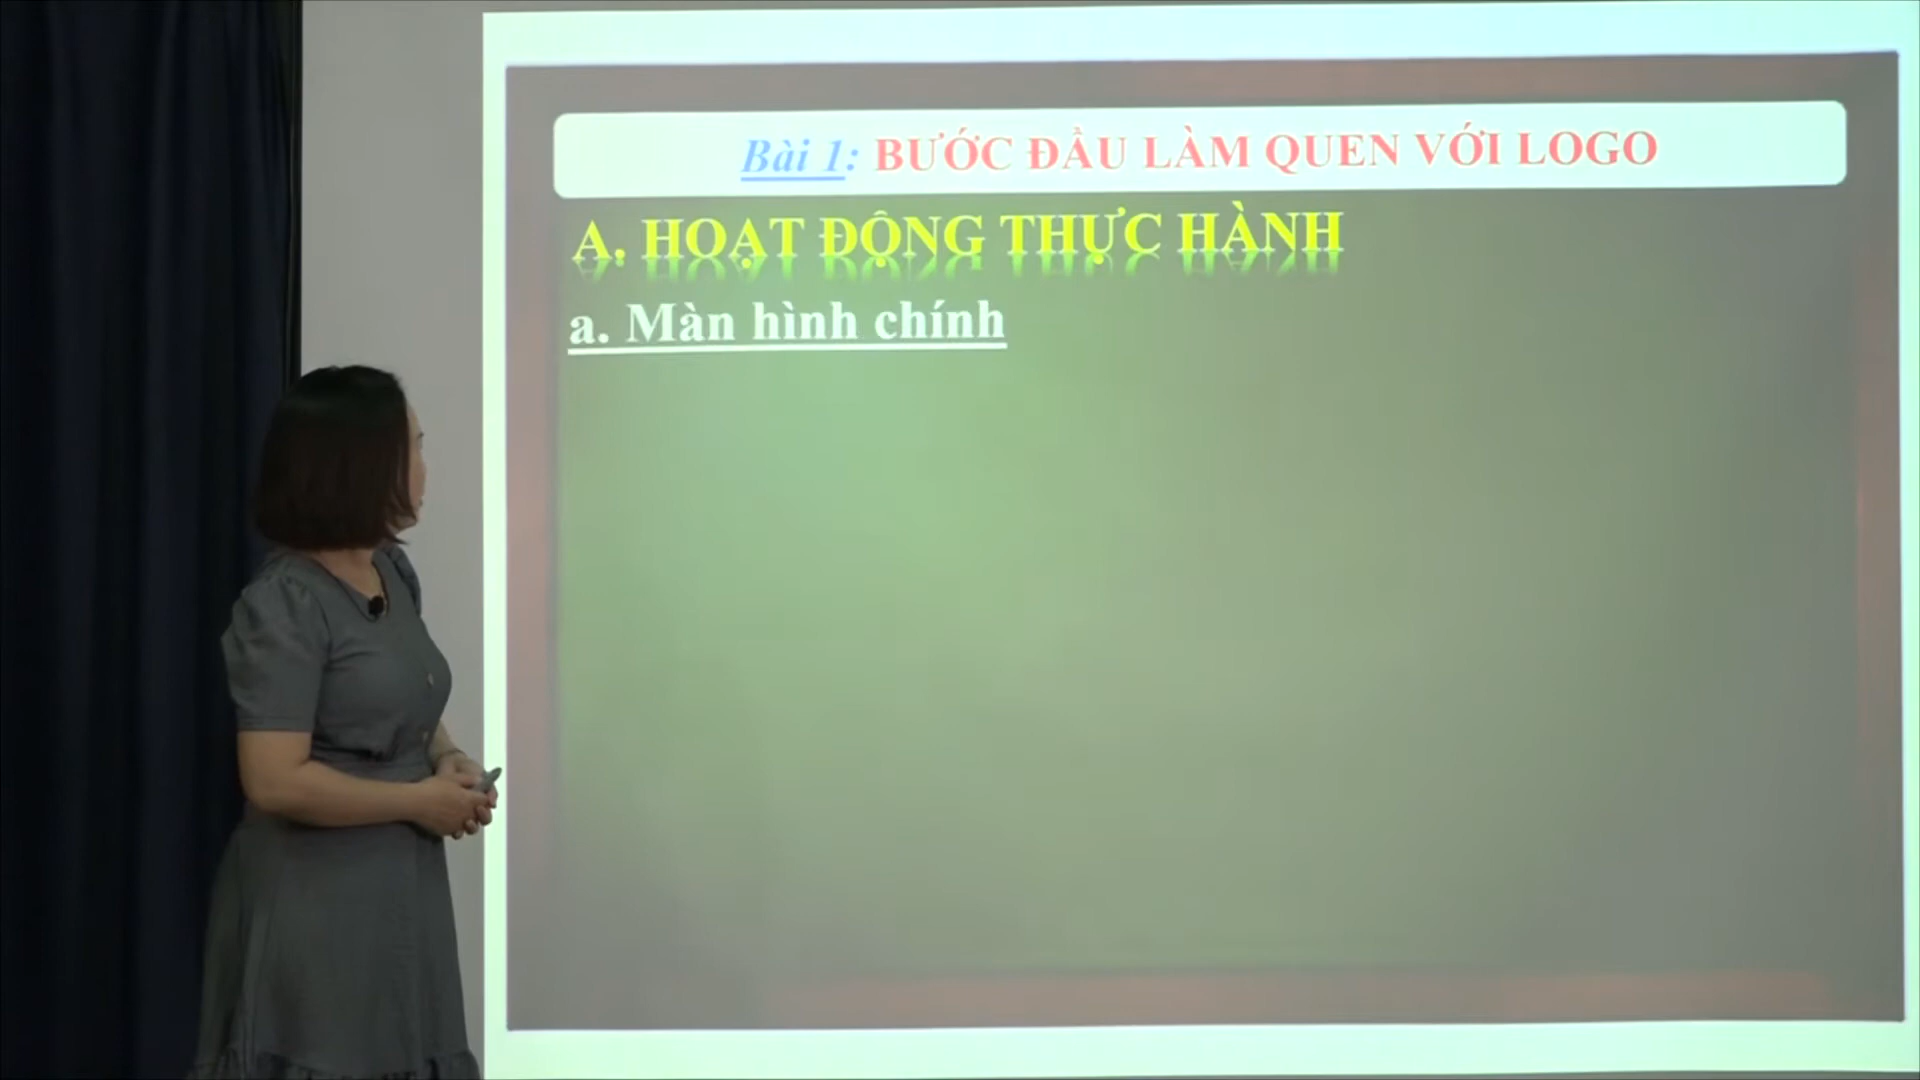 Bài 1: BƯỚC ĐẦU LÀM QUEN VỚI LOGO
A. HOẠT ĐỘNG THỰC HÀNH
a. Màn hình chính